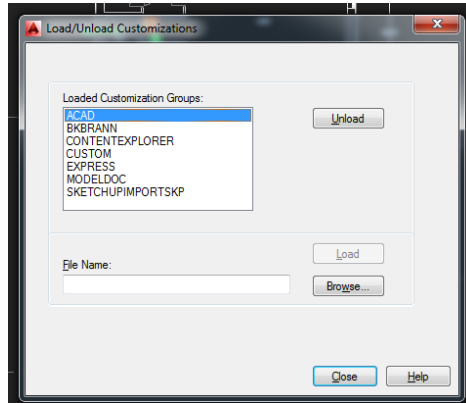 Load/Unload Customizations
Loaded Customization Groups:
ACAD
BKBRANN
CONTENTEXPLORER
CUSTOM
EXPRESS
MODELDOC
SKETCHUPIMPORTSKP
Unload
File Name:
Load
Browse...
Close
Help